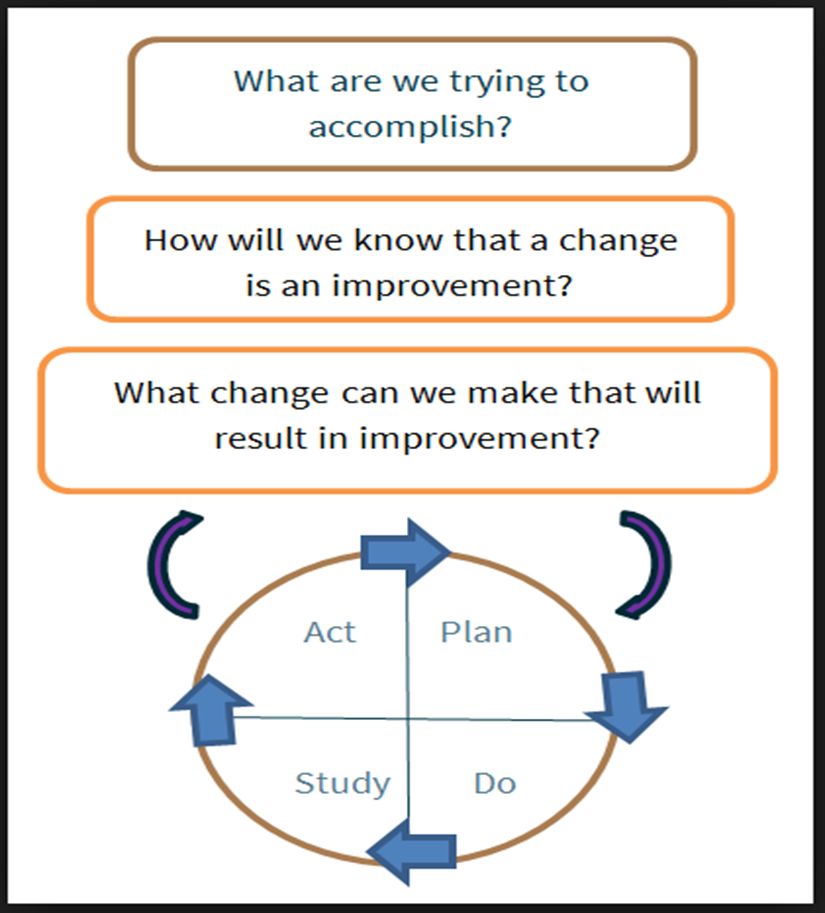 What are we trying to
accomplish?
How will we know that a change
is an improvement?
What change can we make that will
result in improvement?
Act
Plan
Study
Do